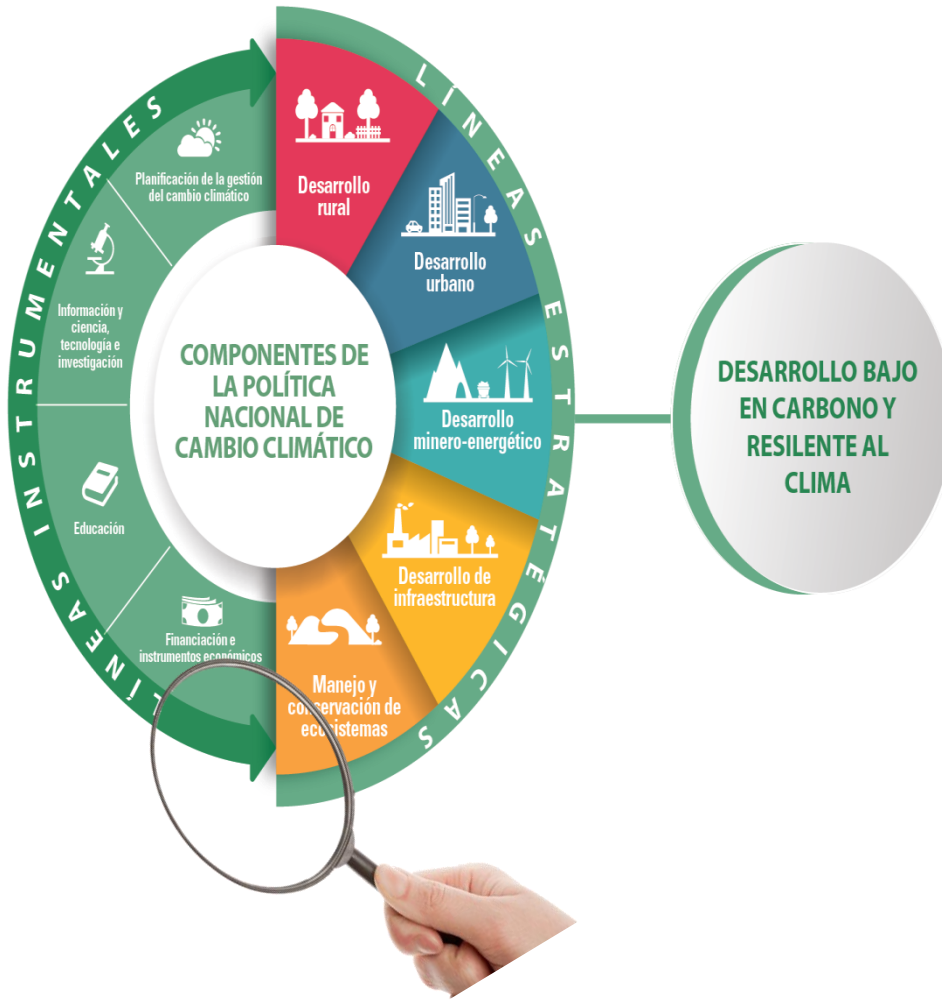 LÍNEAS INSTRUMENTALES
Planificación de la gestión
del cambio climático
Información y
ciencia,
tecnología e
investigación
Educación
Financiación e
instrumentos económicos
COMPONENTES DE
LA POLÍTICA
NACIONAL DE
CAMBIO CLIMÁTICO
LÍNEAS ESTRATÉGICAS
Desarrollo
rural
Desarrollo
urbano
Desarrollo
minero-energético
Desarrollo de
infraestructura
Manejo y
conservación de
ecosistemas
DESARROLLO BAJO
EN CARBONO Y
RESILENTE AL
CLIMA